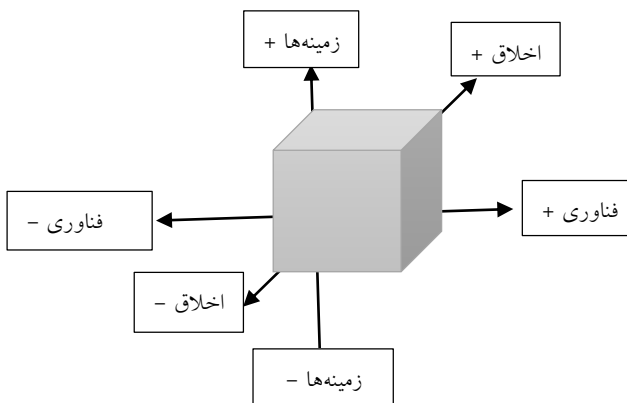 زمینه‌ها +
اخلاق +
فناوری +
فناوری –
اخلاق –
زمینه‌ها –